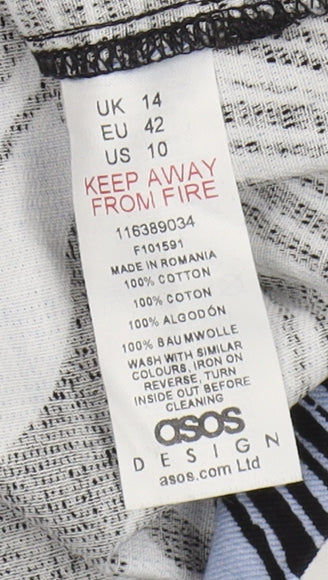 UK 14
EU 42
US 10
KEEP AWAY
FROM FIRE
116389034
F101591
MADE IN ROMANIA
100% COTTON
100% COTON
100% ALGODÓN
100% BAUMWOLLE
WASH WITH SIMILAR
COLOURS, IRON ON
REVERSE, TURN
INSIDE OUT BEFORE
CLEANING
asos
DESIGN
asos.com Ltd